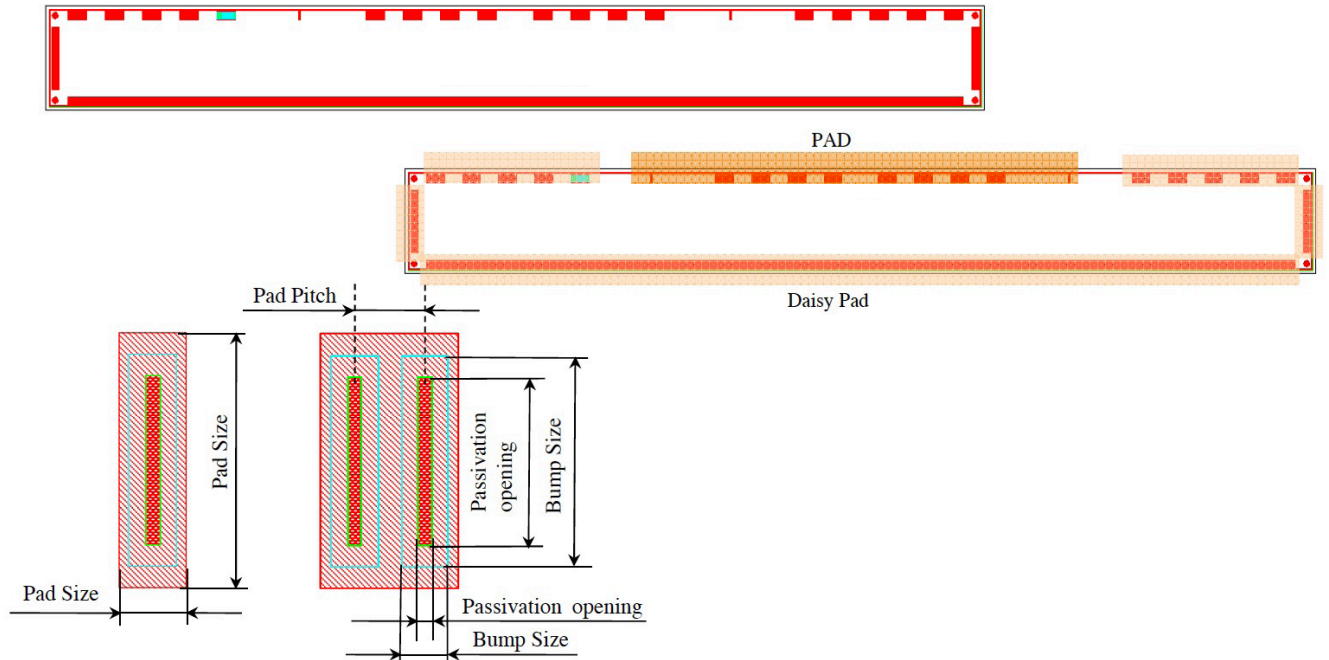 PAD
Daisy Pad
Pad Pitch
Pad Size
Passivation
opening
Bump Size
Pad Size
Passivation opening
Bump Size